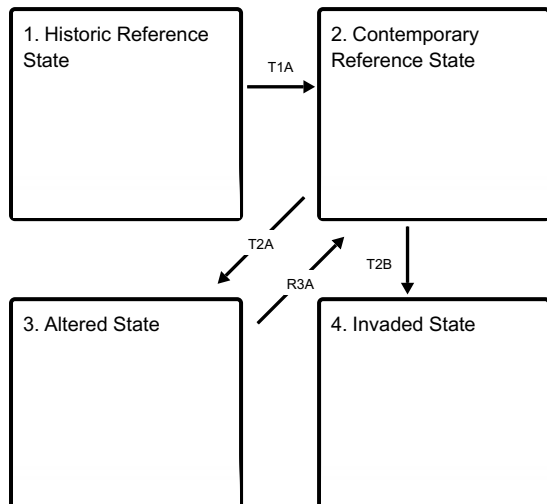 1. Historic Reference
State
2. Contemporary
Reference State
T1A
T2A
R3A
T2B
3. Altered State
4. Invaded State